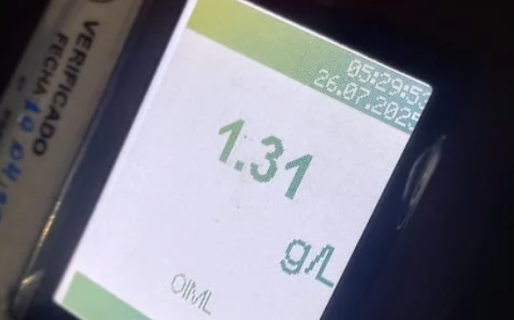 VERIFICADO
FECHA
05:29:53
26.07.2025
1.31
g/L
OIML